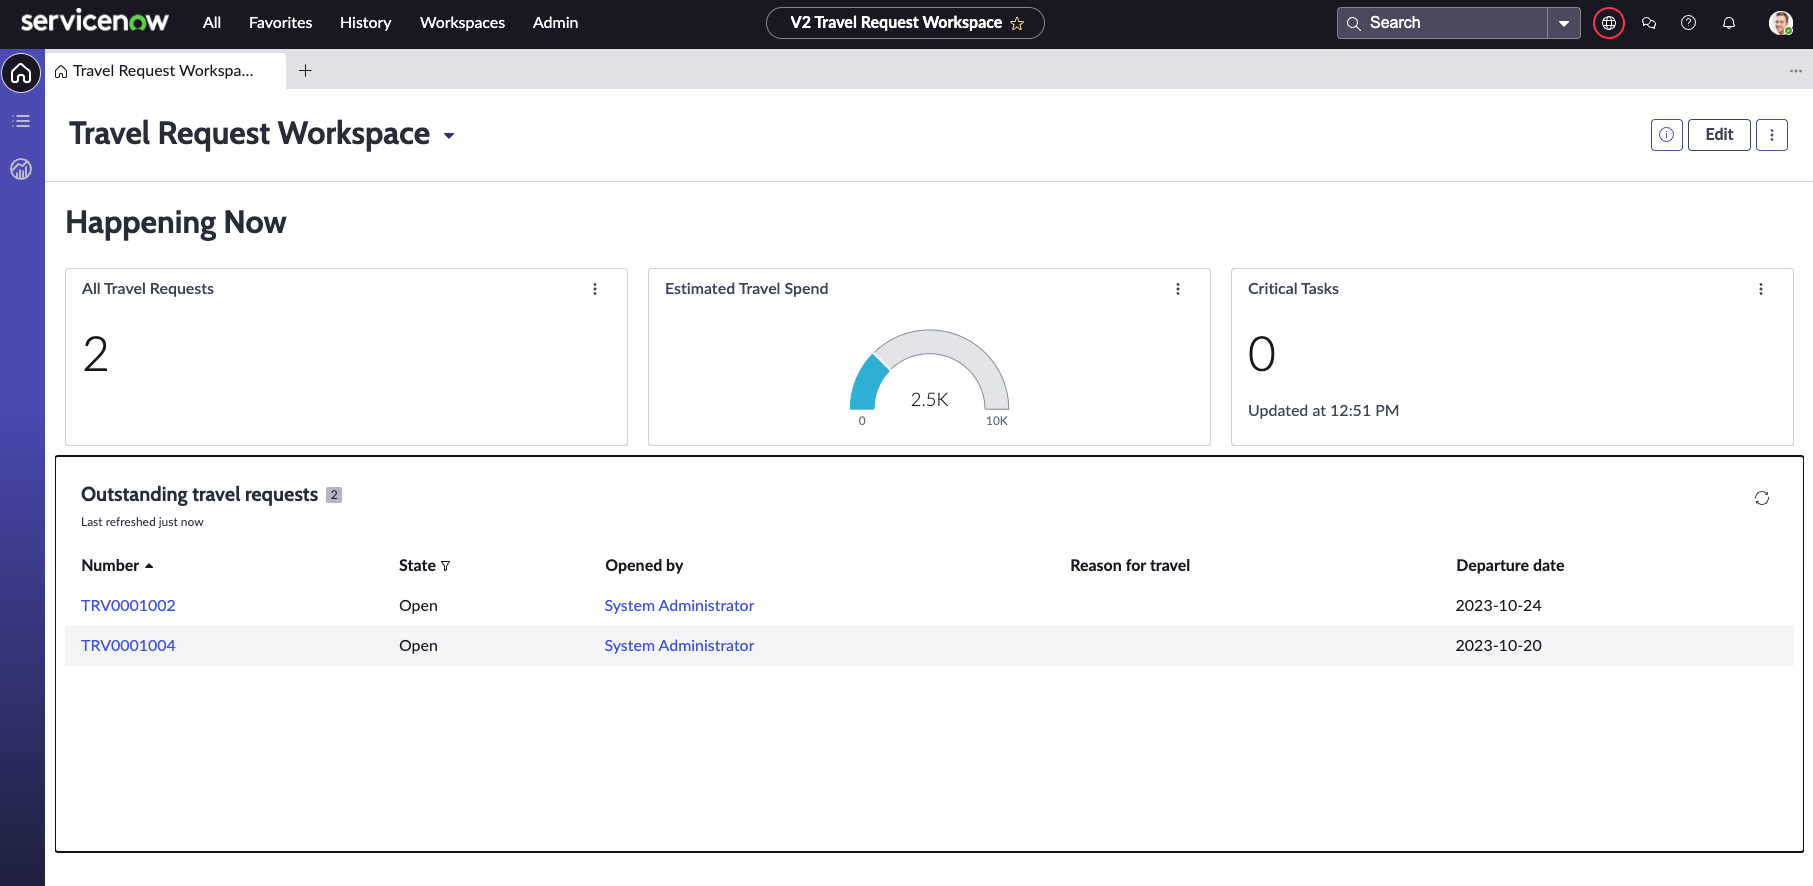 servicenow All Favorites History Workspaces Admin V2 Travel Request Workspace Search
Travel Request Workspa...
Travel Request Workspace Edit
Happening Now
All Travel Requests
2
Estimated Travel Spend
2.5K
0 10K
Critical Tasks
0
Updated at 12:51 PM
Outstanding travel requests 2
Last refreshed just now
Number State Opened by Reason for travel Departure date
TRV0001002 Open System Administrator 2023-10-24
TRV0001004 Open System Administrator 2023-10-20